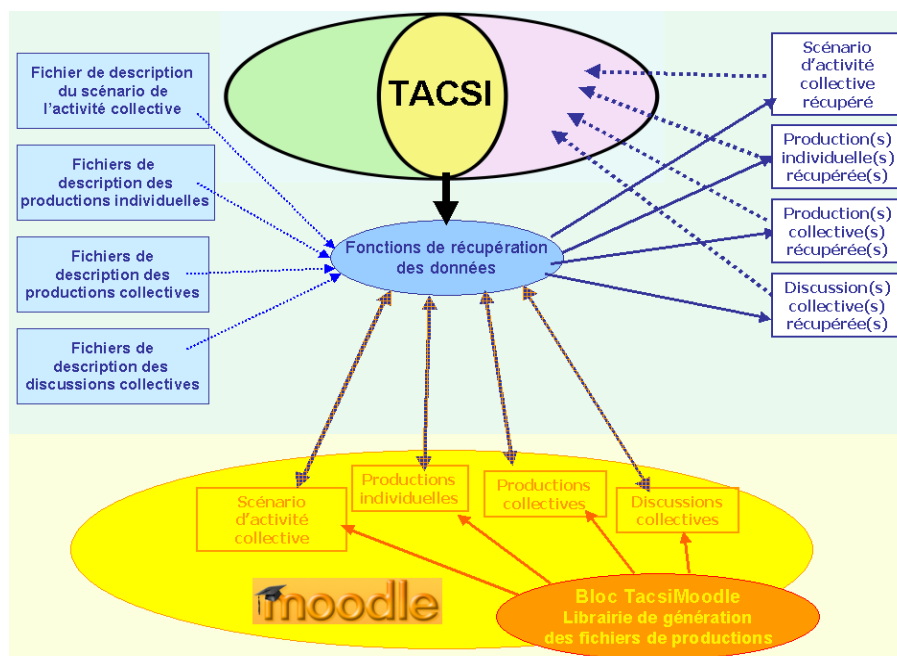 Fichier de description
du scénario de
l'activité collective
Fichiers de
description des
productions individuelles
Fichiers de
description des
productions collectives
Fichiers de
description des
discussions collectives
TACSI
Fonctions de récupération
des données
Scénario
d'activité
collective
récupéré
Production(s)
individuelle(s)
récupérée(s)
Production(s)
collective(s)
récupérée(s)
Discussion(s)
collective(s)
récupérée(s)
Scénario
d'activité
collective
Productions
individuelles
Productions
collectives
Discussions
collectives
moodle
Bloc TacsiMoodle
Librairie de génération
des fichiers de productions